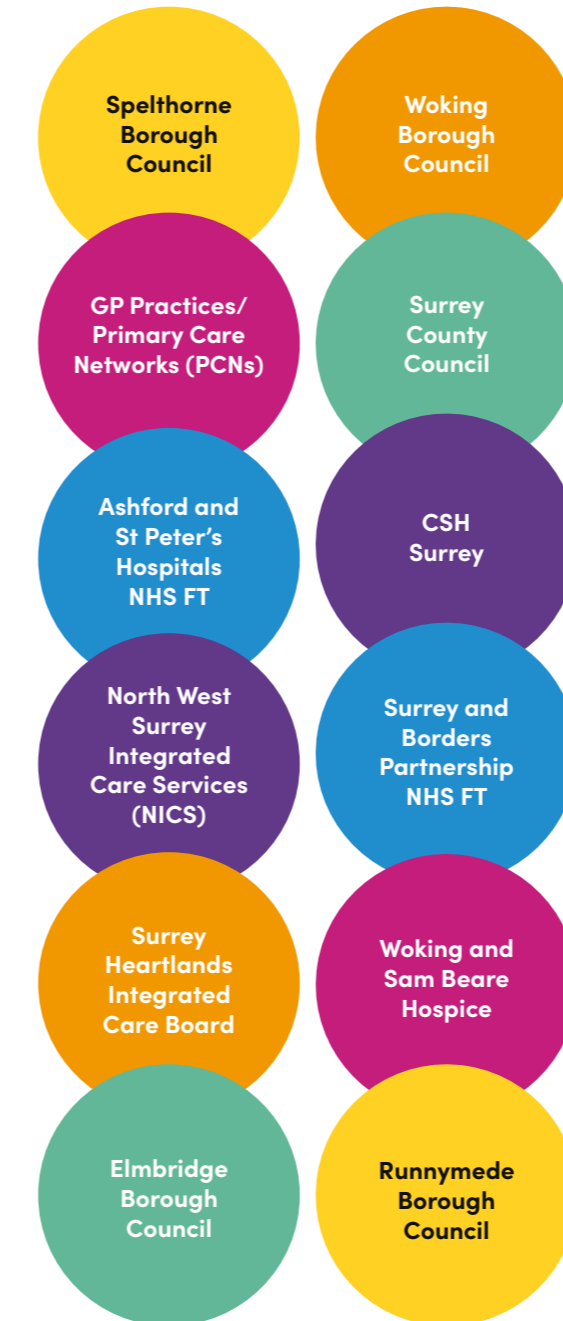 Spelthorne
Borough
Council
Woking
Borough
Council
GP Practices/
Primary Care
Networks (PCNs)
Surrey
County
Council
Ashford and
St Peter’s
Hospitals
NHS FT
CSH
Surrey
North West
Surrey
Integrated
Care Services
(NICS)
Surrey and
Borders
Partnership
NHS FT
Surrey
Heartlands
Integrated
Care Board
Woking and
Sam Beare
Hospice
Elmbridge
Borough
Council
Runnymede
Borough
Council